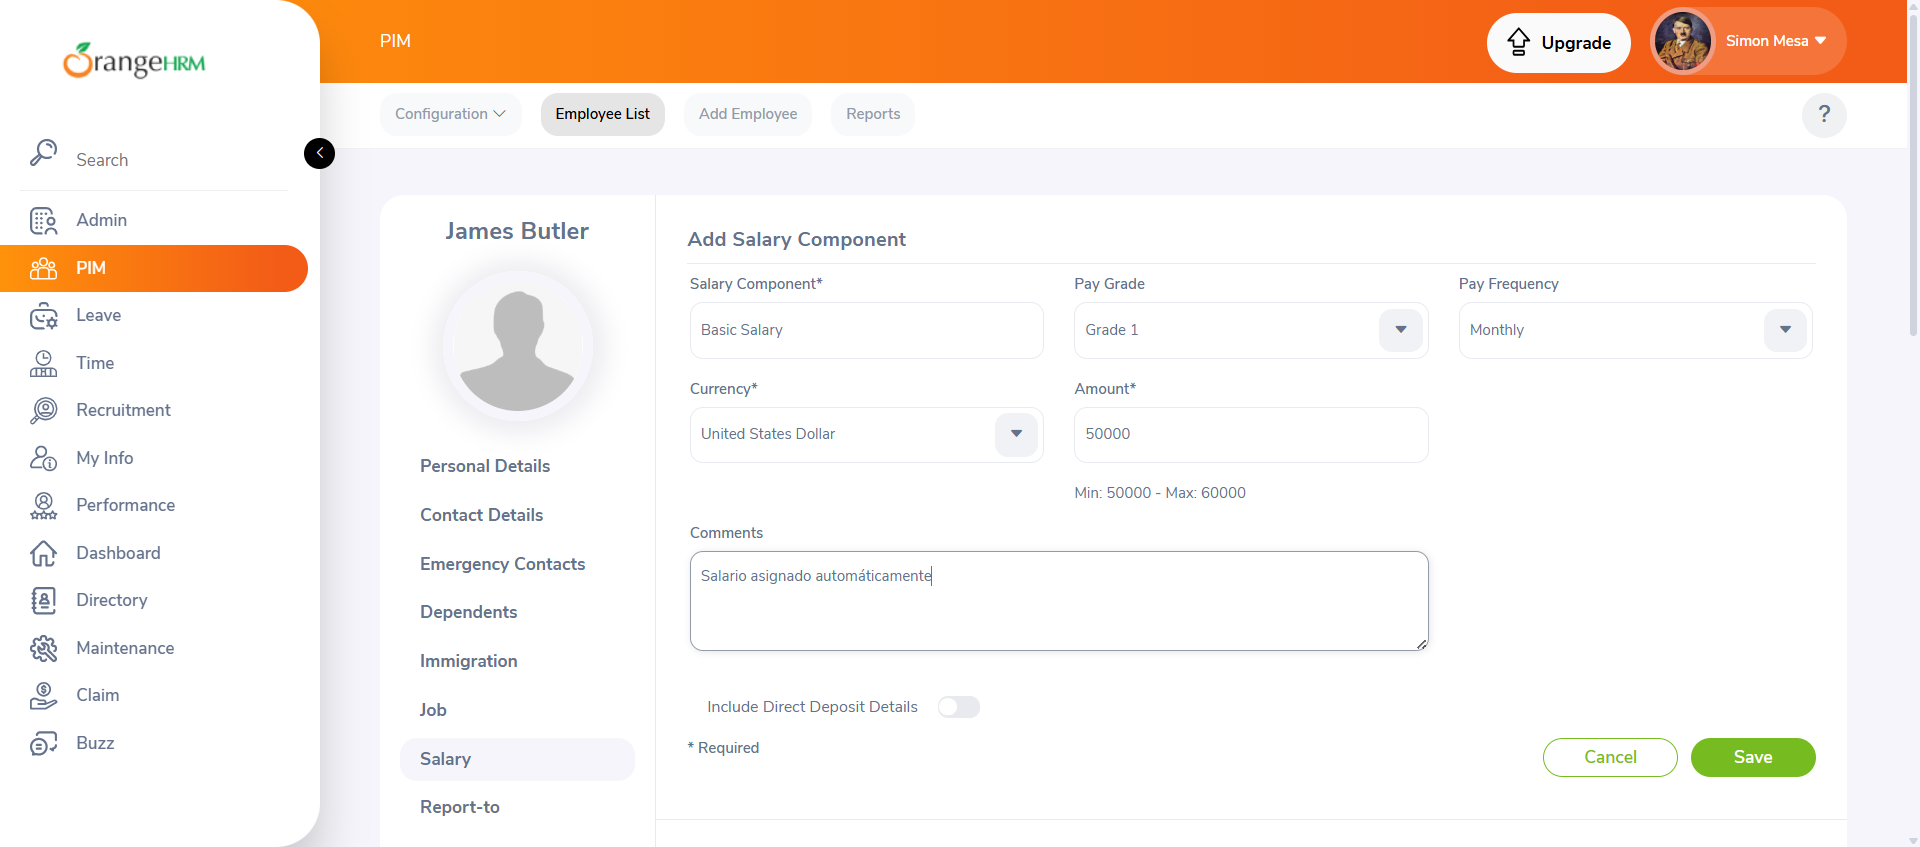 OrangeHRM
PIM
Upgrade
Simon Mesa
Configuration
Employee List
Add Employee
Reports
?
Search
Admin
PIM
Leave
Time
Recruitment
My Info
Performance
Dashboard
Directory
Maintenance
Claim
Buzz
James Butler
Personal Details
Contact Details
Emergency Contacts
Dependents
Immigration
Job
Salary
Report-to
Add Salary Component
Salary Component*
Pay Grade
Pay Frequency
Basic Salary
Grade 1
Monthly
Currency*
Amount*
United States Dollar
50000
Min: 50000 - Max: 60000
Comments
Salario asignado automáticamente
Include Direct Deposit Details
* Required
Cancel
Save